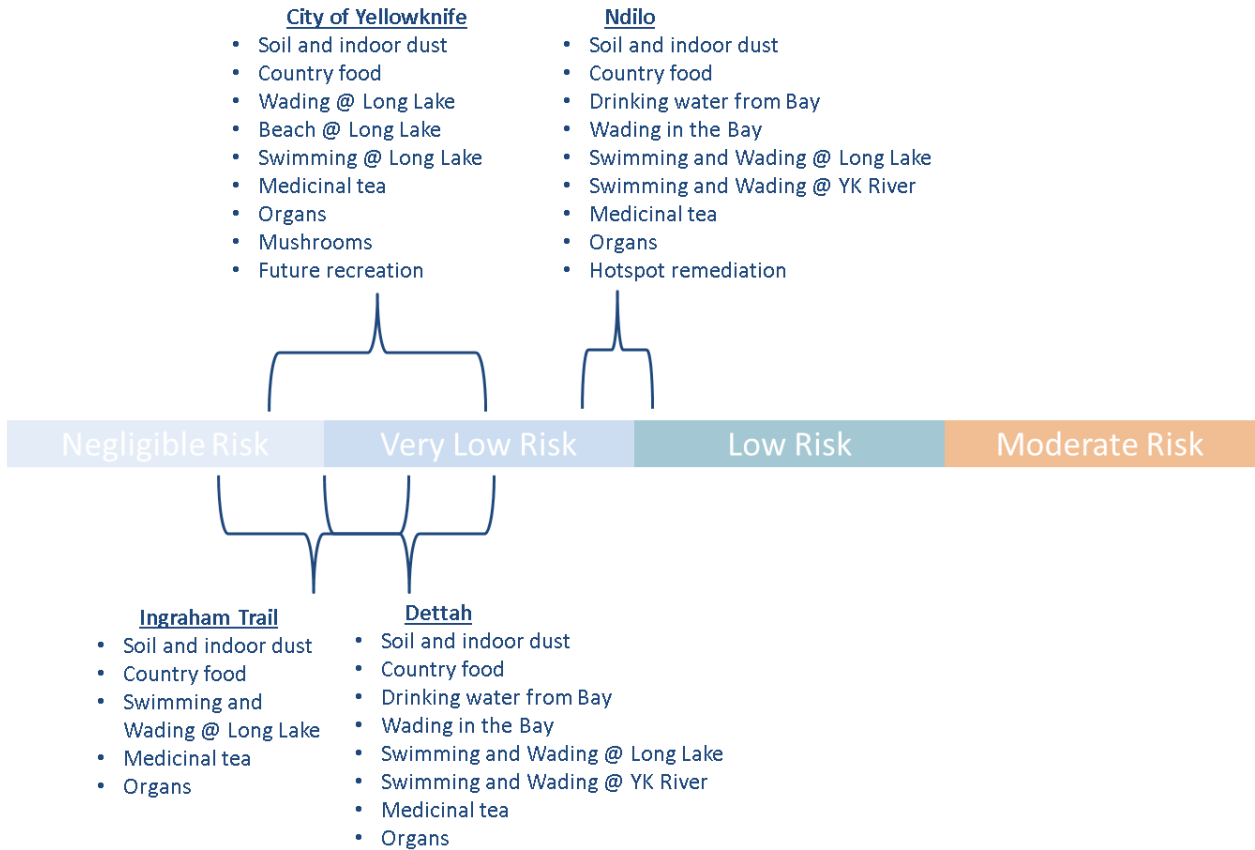 City of Yellowknife
• Soil and indoor dust
• Country food
• Wading @ Long Lake
• Beach @ Long Lake
• Swimming @ Long Lake
• Medicinal tea
• Organs
• Mushrooms
• Future recreation
Ndilo
• Soil and indoor dust
• Country food
• Drinking water from Bay
• Wading in the Bay
• Swimming and Wading @ Long Lake
• Swimming and Wading @ YK River
• Medicinal tea
• Organs
• Hotspot remediation
Negligible Risk
Very Low Risk
Low Risk
Moderate Risk
Ingraham Trail
• Soil and indoor dust
• Country food
• Swimming and
Wading @ Long Lake
• Medicinal tea
• Organs
Dettah
• Soil and indoor dust
• Country food
• Drinking water from Bay
• Wading in the Bay
• Swimming and Wading @ Long Lake
• Swimming and Wading @ YK River
• Medicinal tea
• Organs